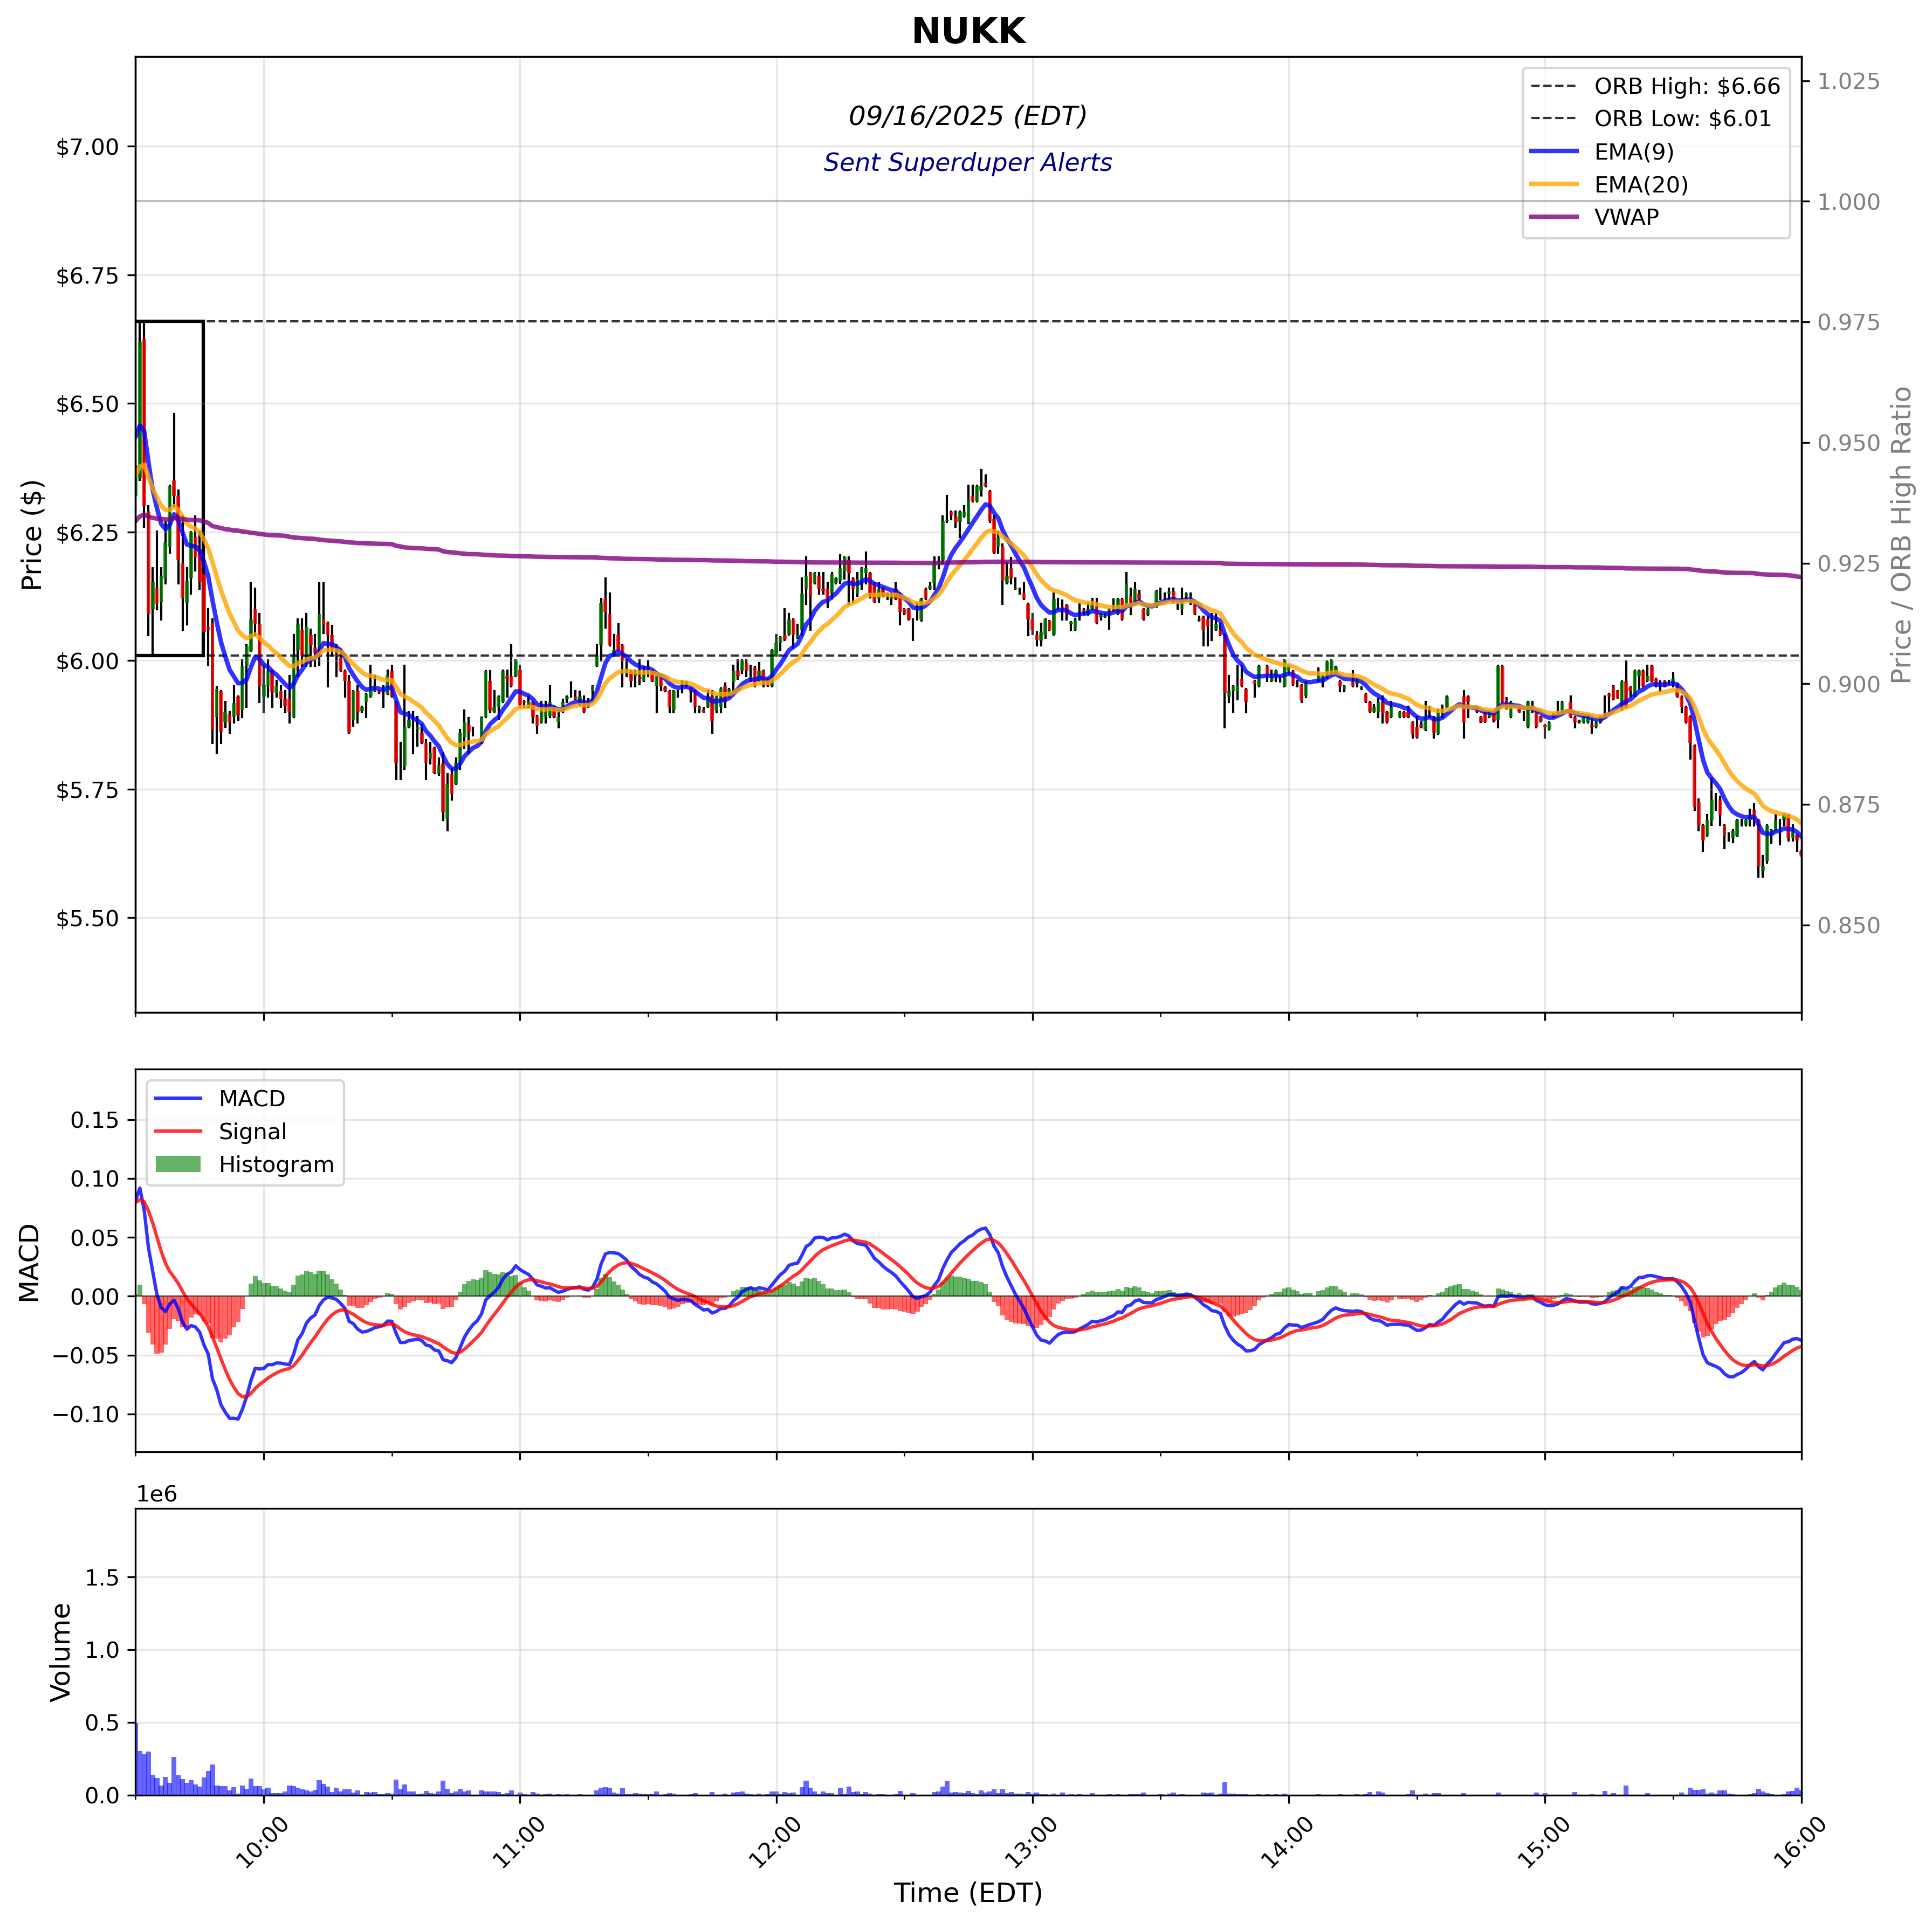 NUKK
09/16/2025 (EDT)
Sent Superduper Alerts
ORB High: $6.66
ORB Low: $6.01
EMA(9)
EMA(20)
VWAP
Price ($)
$7.00
$6.75
$6.50
$6.25
$6.00
$5.75
$5.50
1.025
1.000
0.975
0.950
0.925
0.900
0.875
0.850
Price / ORB High Ratio
MACD
Signal
Histogram
MACD
0.15
0.10
0.05
0.00
−0.05
−0.10
1e6
Volume
1.5
1.0
0.5
0.0
10:00
11:00
12:00
13:00
14:00
15:00
16:00
Time (EDT)